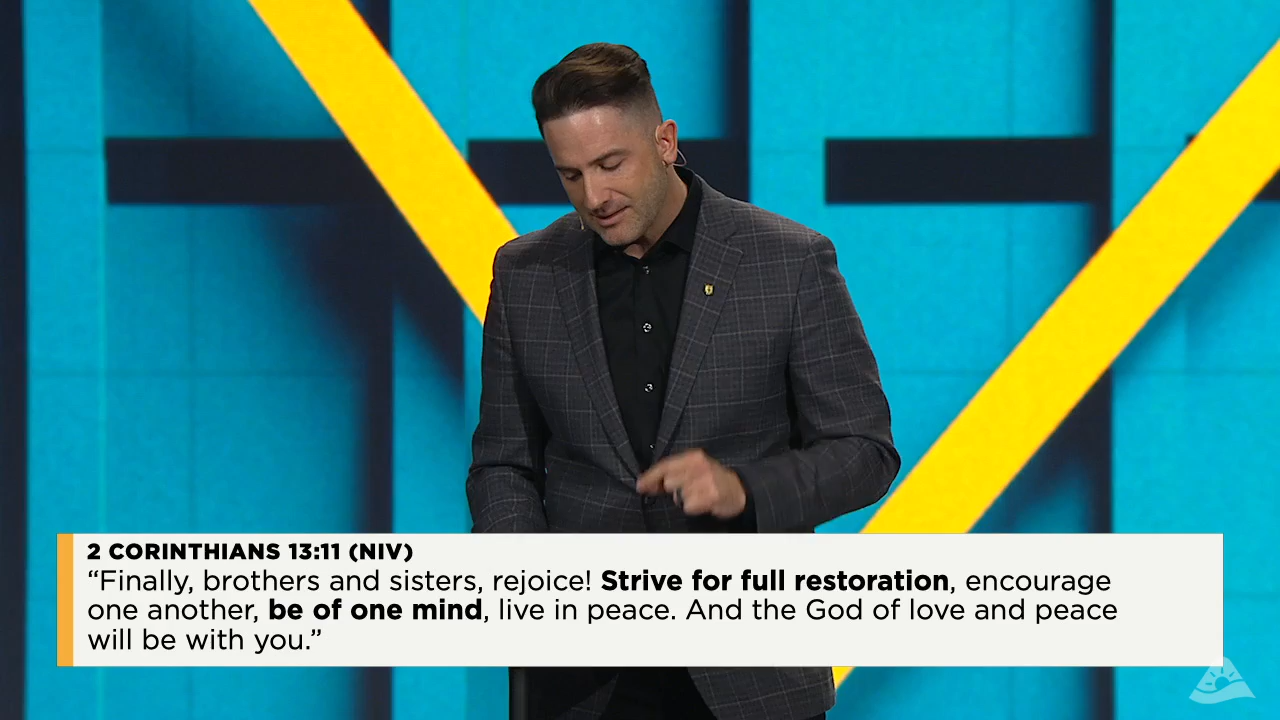 2 CORINTHIANS 13:11 (NIV)
“Finally, brothers and sisters, rejoice! Strive for full restoration, encourage
one another, be of one mind, live in peace. And the God of love and peace
will be with you.”